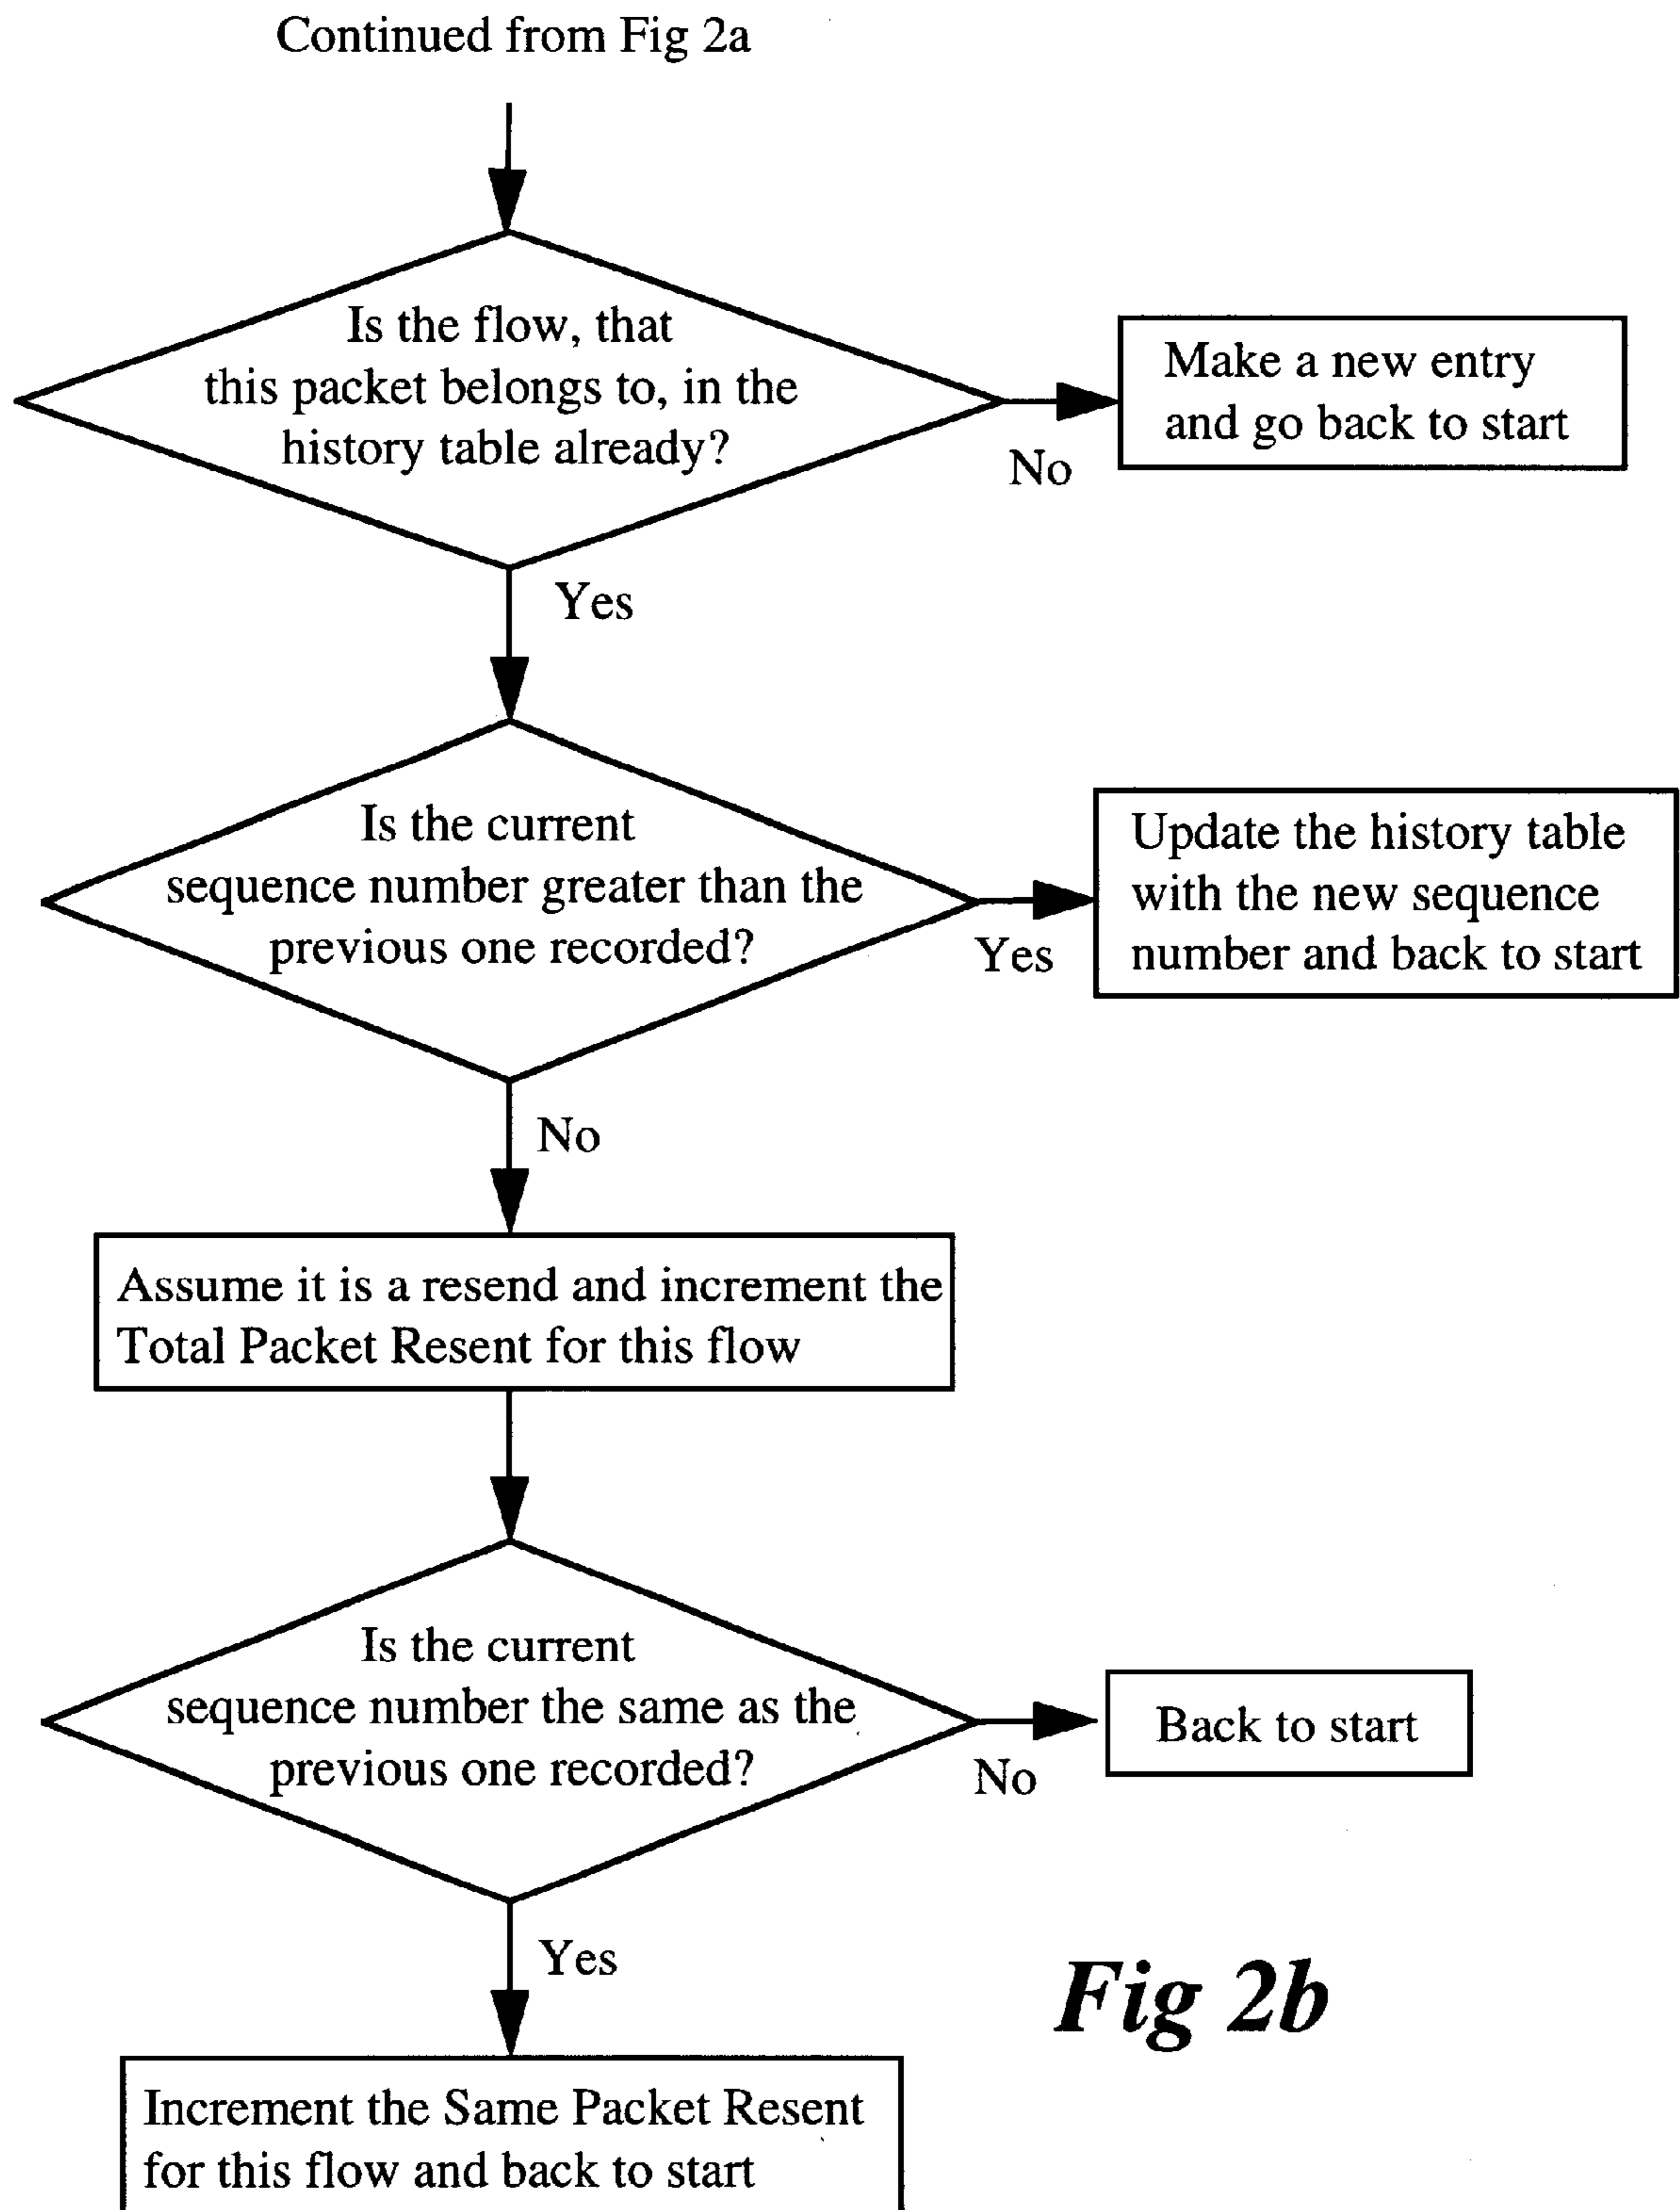 Continued from Fig 2a
Is the flow, that
this packet belongs to, in the
history table already?
Make a new entry
and go back to start
No
Yes
Is the current
sequence number greater than the
previous one recorded?
Update the history table
with the new sequence
number and back to start
Yes
No
Assume it is a resend and increment the
Total Packet Resent for this flow
Is the current
sequence number the same as the
previous one recorded?
Back to start
No
Yes
Fig 2b
Increment the Same Packet Resent
for this flow and back to start